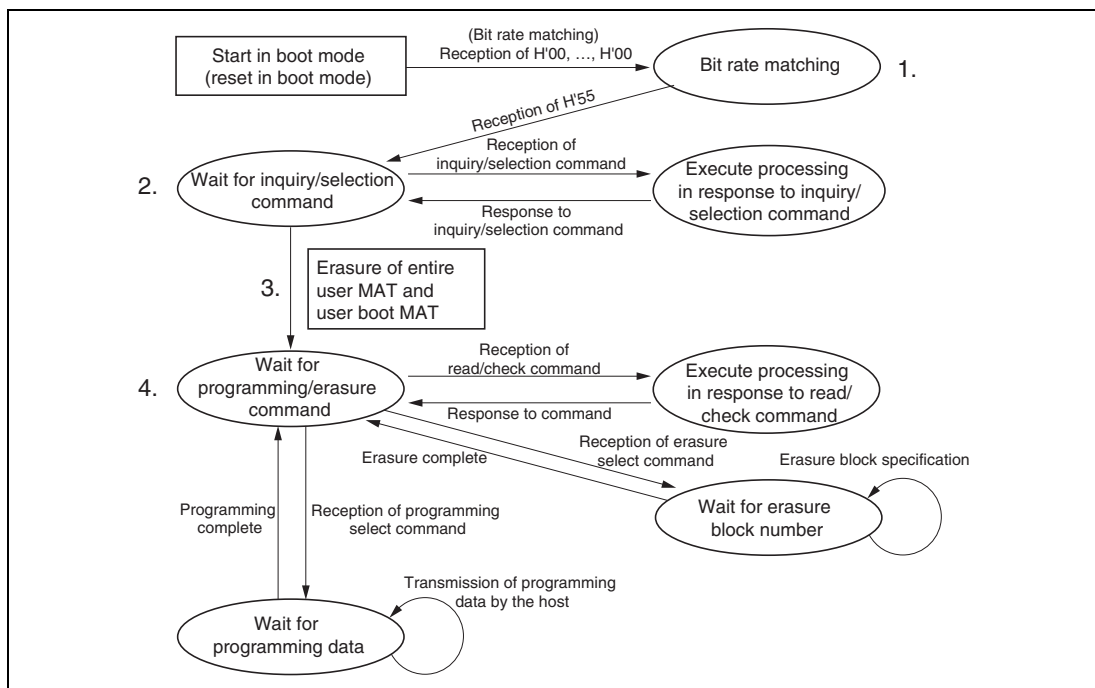 Start in boot mode
(reset in boot mode)
(Bit rate matching)
Reception of H'00, ..., H'00
Bit rate matching
1.
Reception of H'55
2.
Wait for inquiry/selection
command
Reception of
inquiry/selection command
Response to
inquiry/selection command
Execute processing
in response to inquiry/
selection command
3.
Erasure of entire
user MAT and
user boot MAT
4.
Wait for
programming/erasure
command
Reception of
read/check command
Response to command
Execute processing
in response to read/
check command
Erasure complete
Reception of erasure
select command
Erasure block specification
Wait for erasure
block number
Programming
complete
Reception of programming
select command
Transmission of programming
data by the host
Wait for
programming data